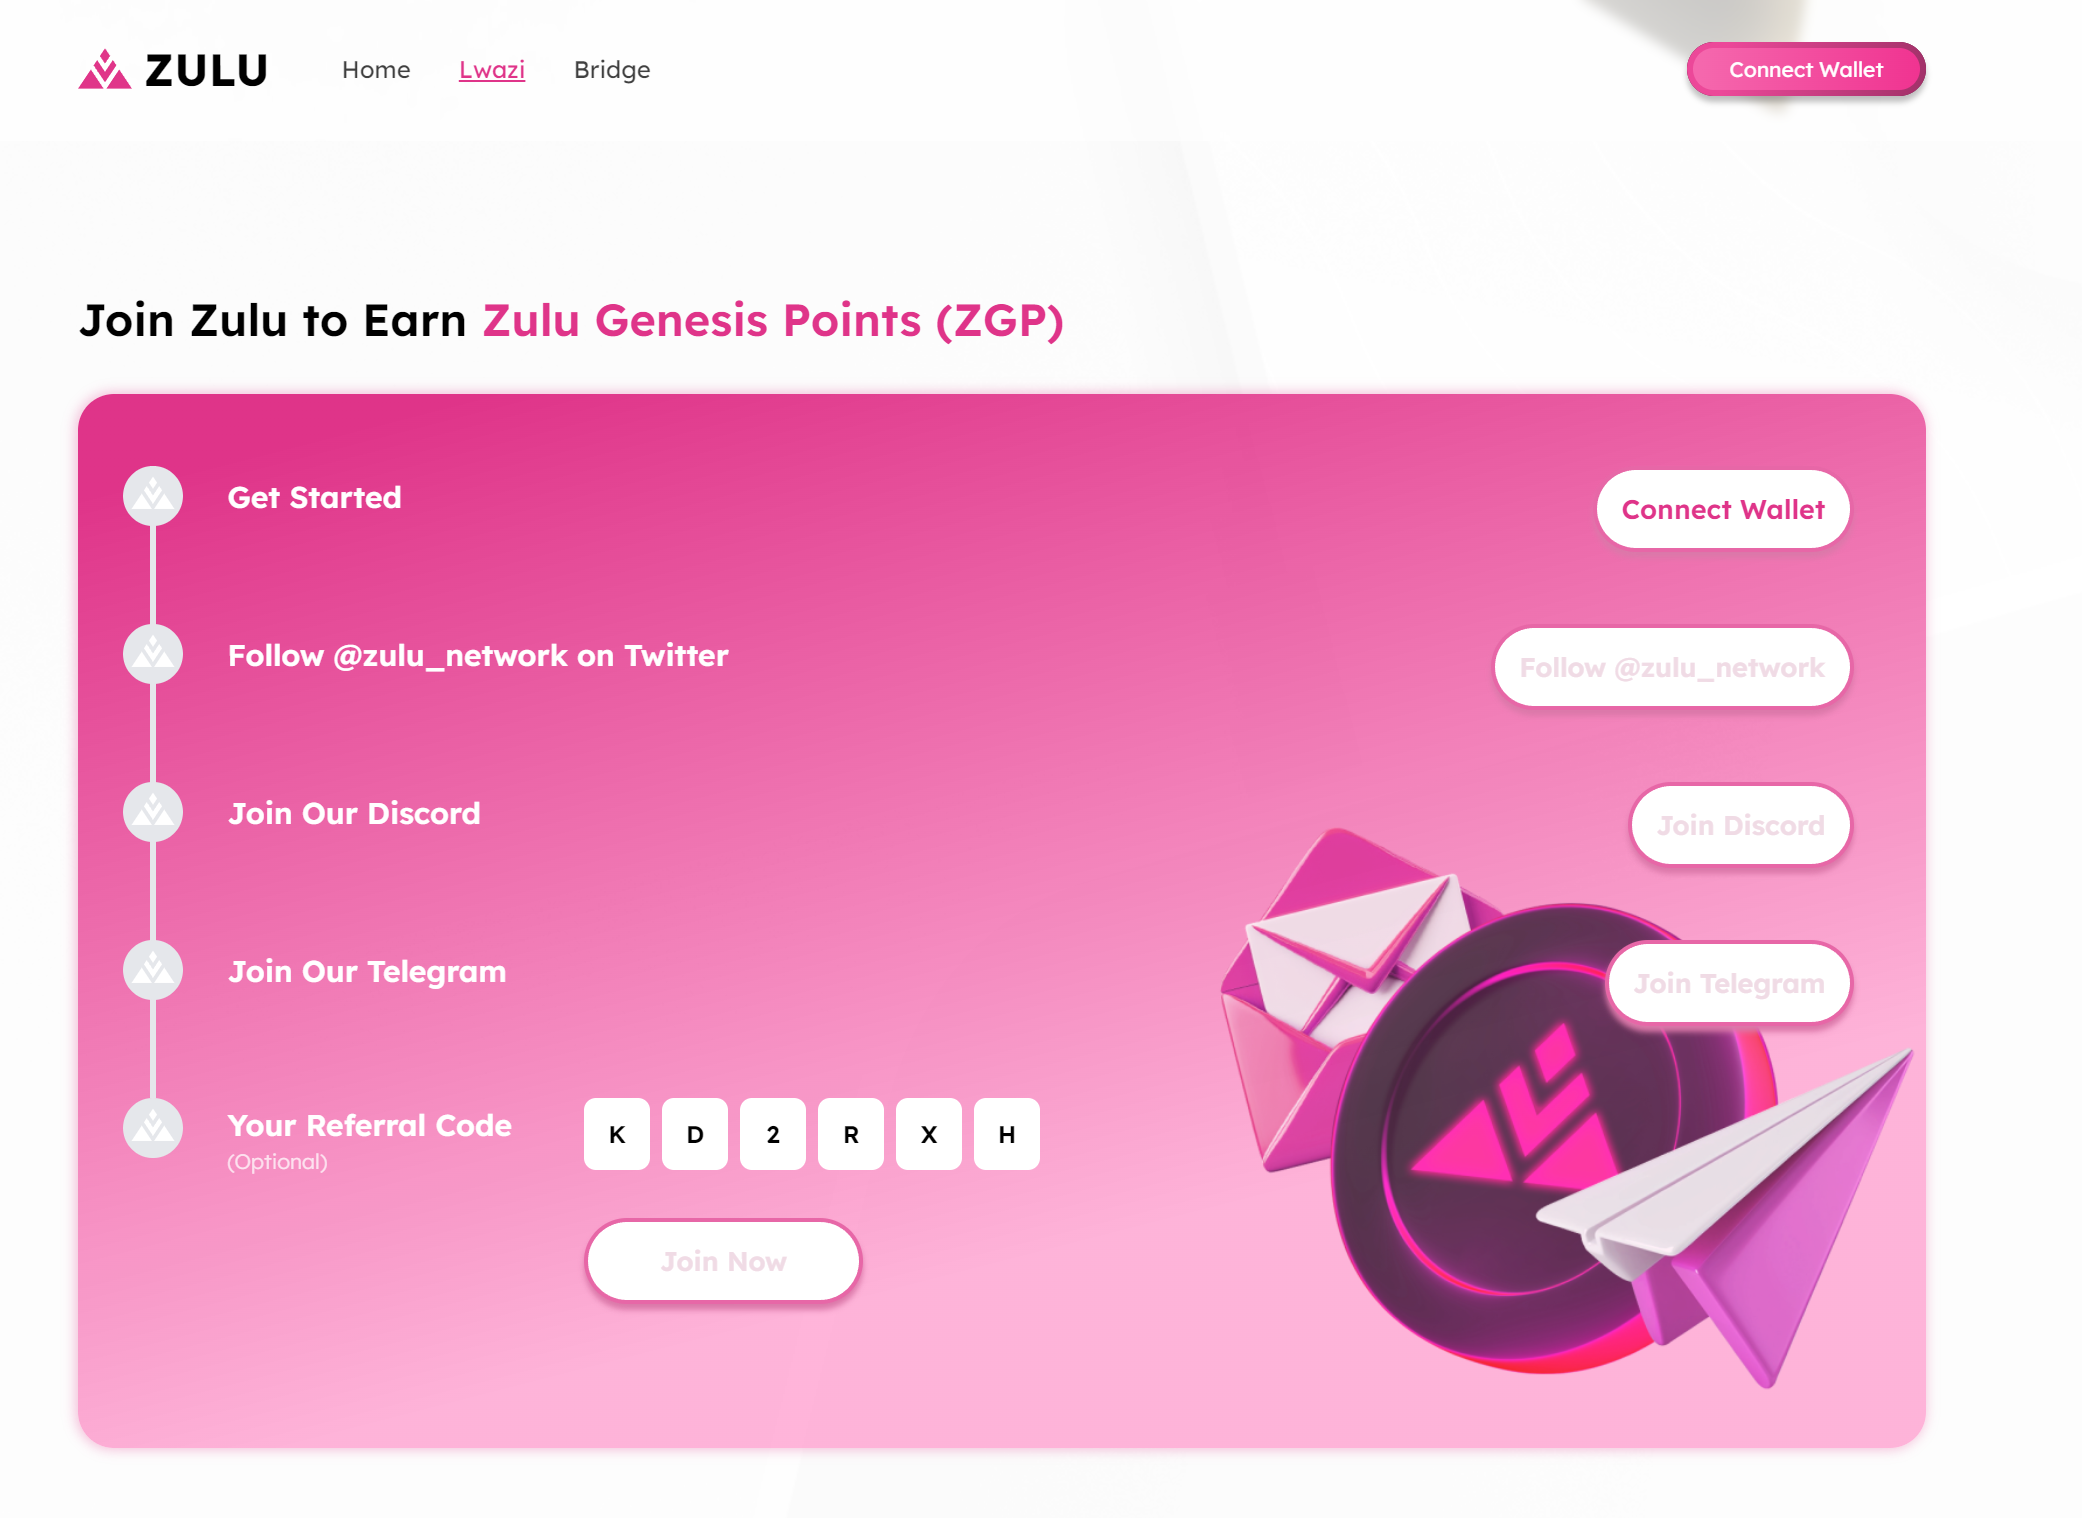 ZULU
Home Lwazi Bridge
Connect Wallet
Join Zulu to Earn Zulu Genesis Points (ZGP)
Get Started
Connect Wallet
Follow @zulu_network on Twitter
Follow @zulu_network
Join Our Discord
Join Discord
Join Our Telegram
Join Telegram
Your Referral Code
(Optional)
K D 2 R X H
Join Now